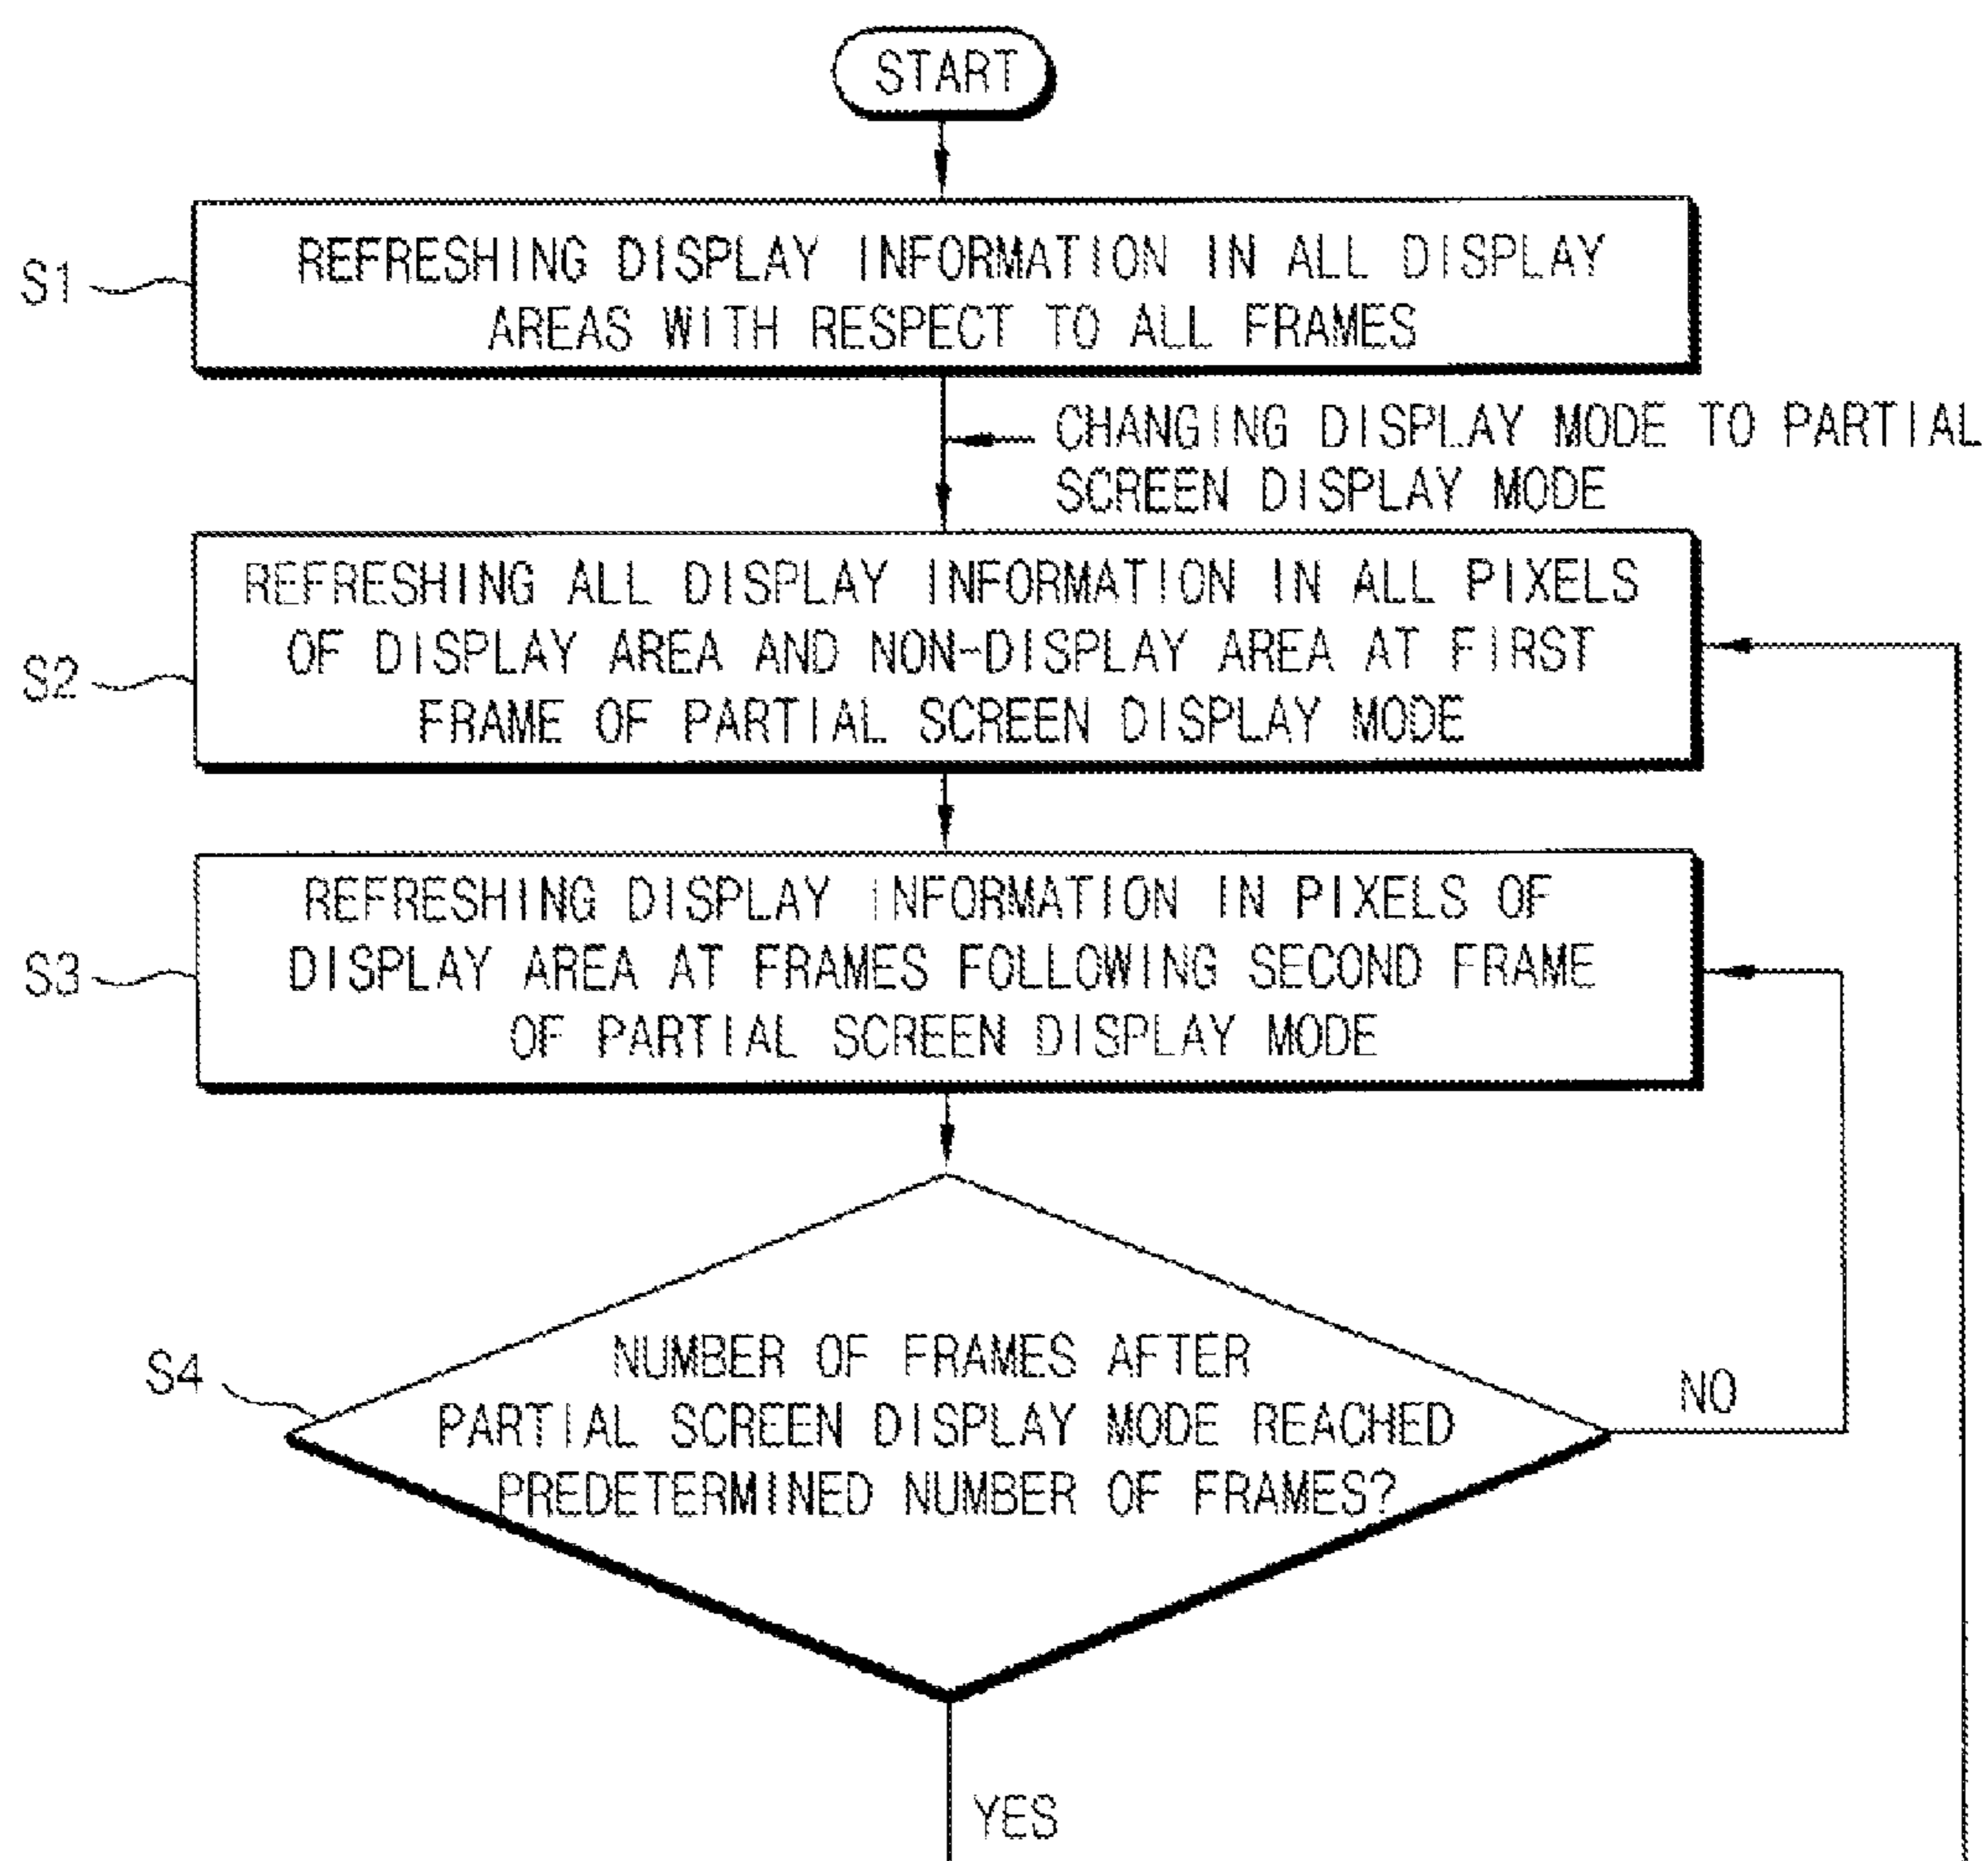 START
S1
REFRESHING DISPLAY INFORMATION IN ALL DISPLAY
AREAS WITH RESPECT TO ALL FRAMES
CHANGING DISPLAY MODE TO PARTIAL
SCREEN DISPLAY MODE
S2
REFRESHING ALL DISPLAY INFORMATION IN ALL PIXELS
OF DISPLAY AREA AND NON-DISPLAY AREA AT FIRST
FRAME OF PARTIAL SCREEN DISPLAY MODE
S3
REFRESHING DISPLAY INFORMATION IN PIXELS OF
DISPLAY AREA AT FRAMES FOLLOWING SECOND FRAME
OF PARTIAL SCREEN DISPLAY MODE
S4
NUMBER OF FRAMES AFTER
PARTIAL SCREEN DISPLAY MODE REACHED
PREDETERMINED NUMBER OF FRAMES?
NO
YES